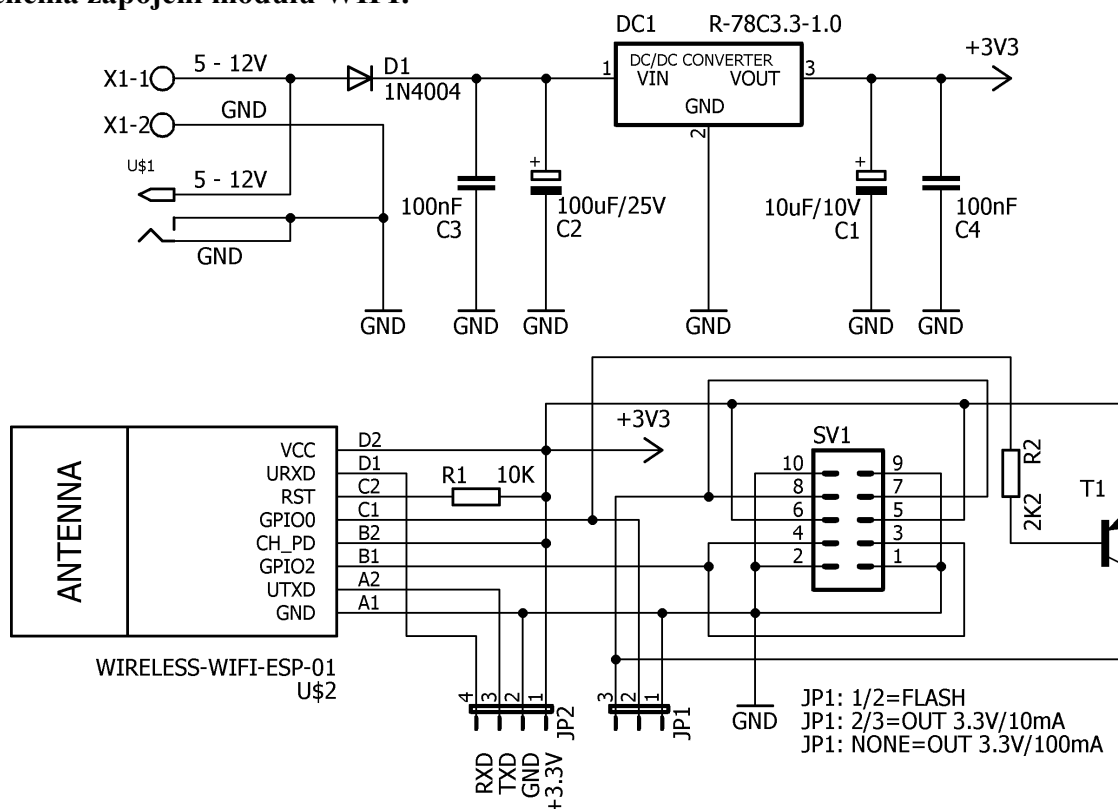 DC1 R-78C3.3-1.0
+3V3
X1-1 5 - 12V D1 1N4004
1 DC/DC CONVERTER 3
VIN VOUT
GND
2
X1-2 GND
U$1
5 - 12V
GND
100nF C3
+ 100uF/25V C2
+ 10uF/10V C1
100nF C4
GND GND GND GND GND GND
ANTENNA
VCC D2
URXD D1
RST C2
GPIO0 C1
CH_PD B2
GPIO2 B1
UTXD A2
GND A1
WIRELESS-WIFI-ESP-01
U$2
R1 10K
+3V3
SV1
10 9
8 7
6 5
4 3
2 1
R2
2K2
T1
4 3 2 1
JP2
RXD
TXD
GND
+3.3V
3 2 1
JP1
GND
JP1: 1/2=FLASH
JP1: 2/3=OUT 3.3V/10mA
JP1: NONE=OUT 3.3V/100mA